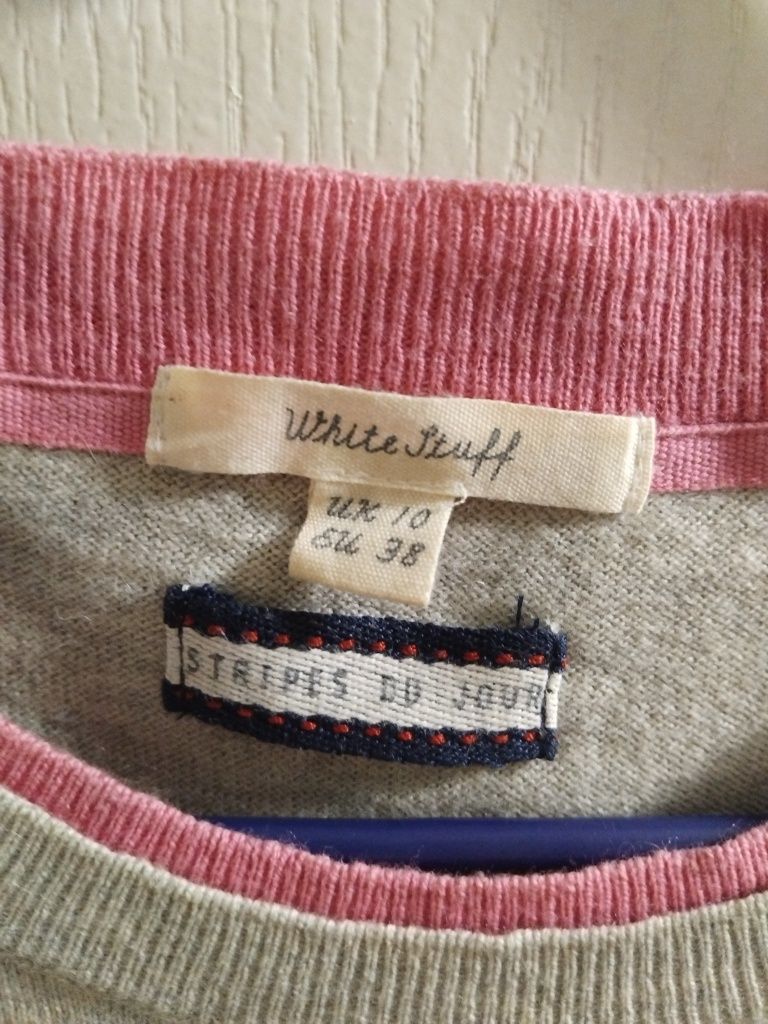 White Stuff
UK 10
EU 38
STRIPES DU JOUR